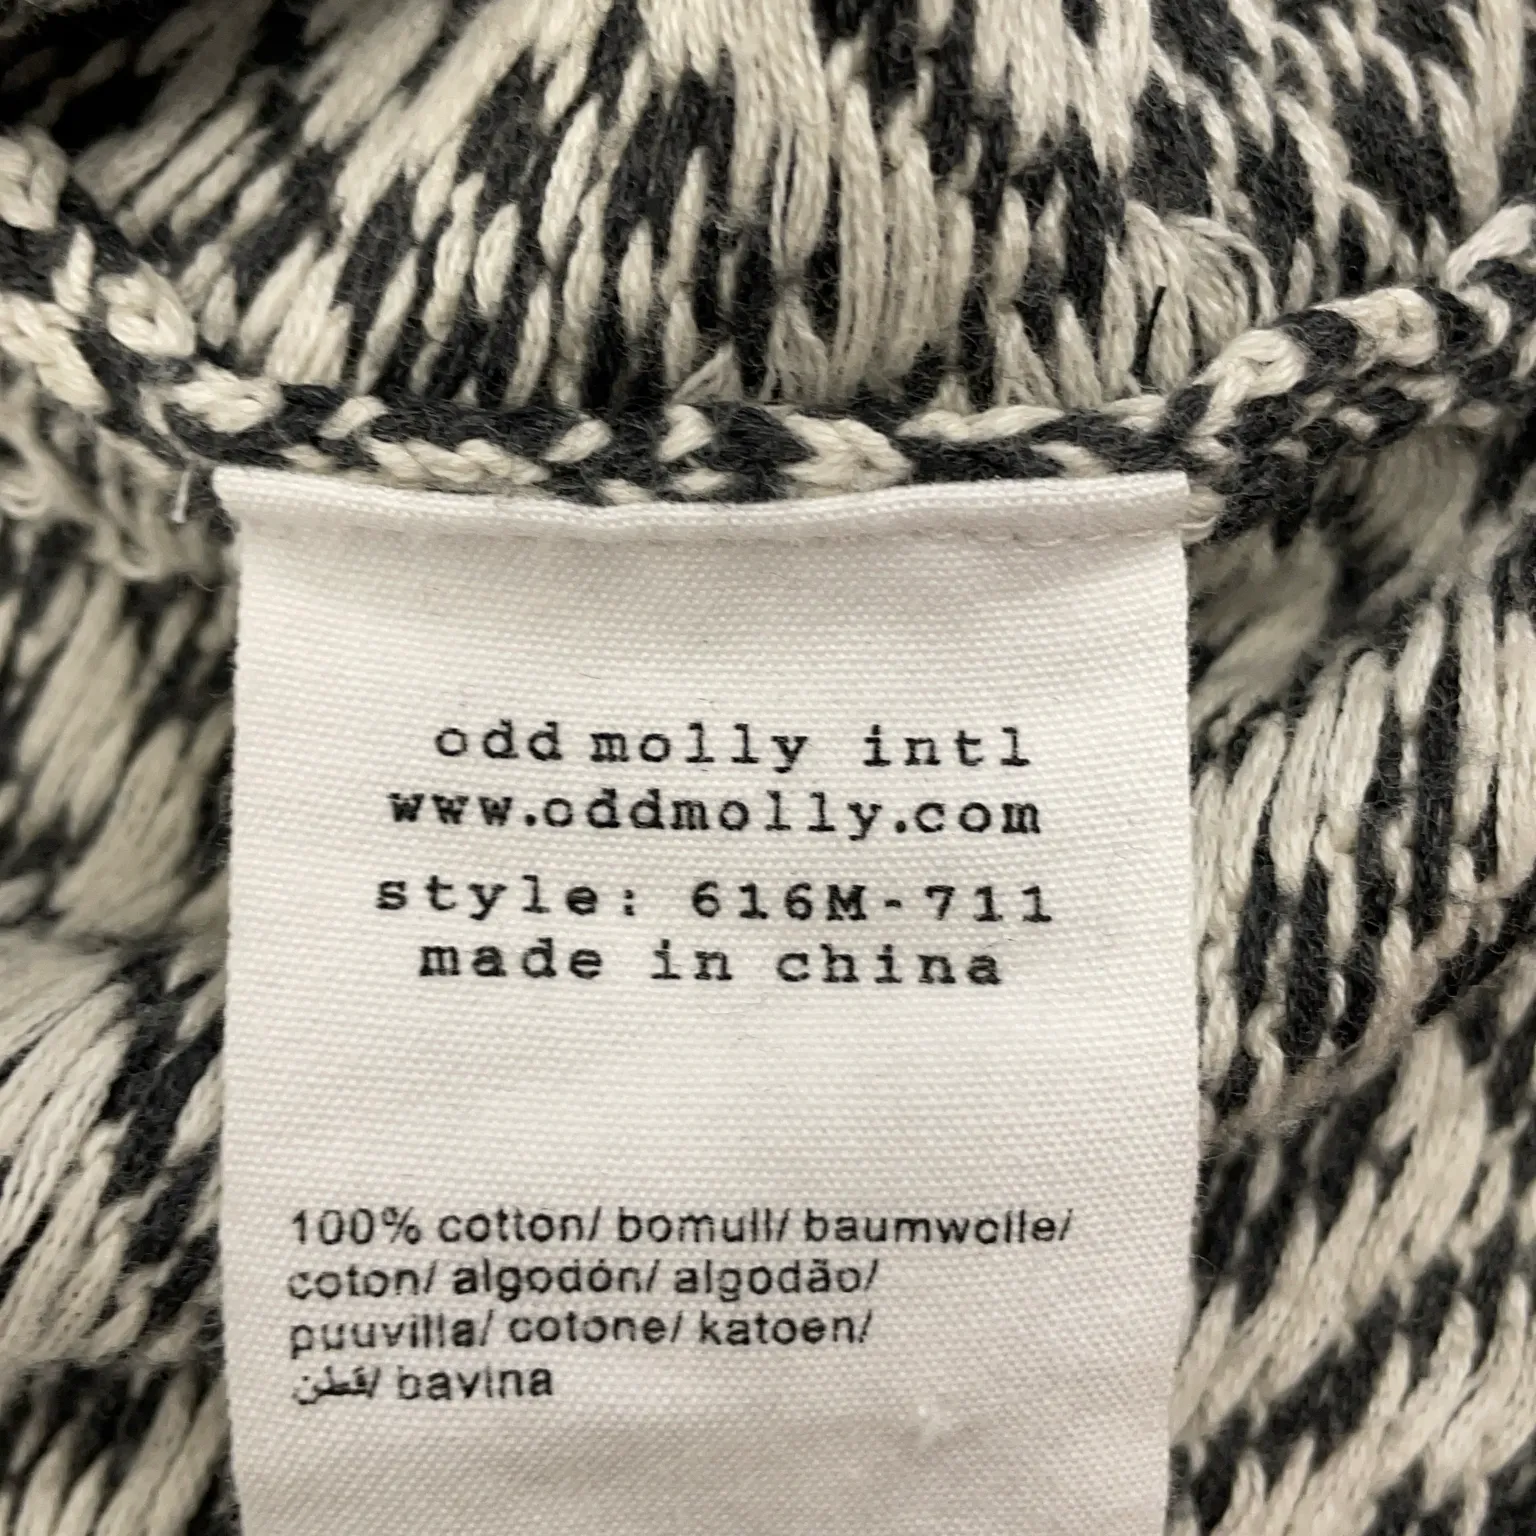 odd molly intl
www.oddmolly.com
style: 616M-711
made in china
100% cotton/ bomull/ baumwolle/
coton/ algodón/ algodão/
puuvilla/ cotone/ katoen/
قطن/ bavlna